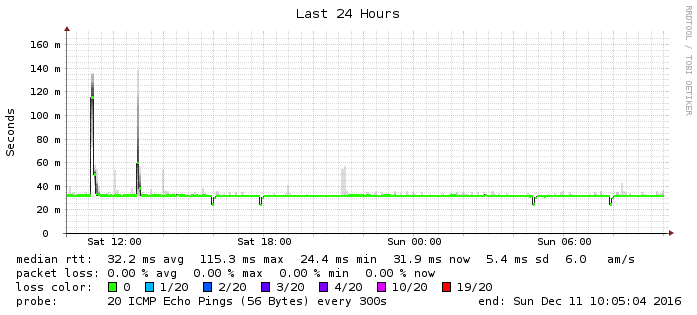 Last 24 Hours
RRDTOOL / TOBI OETIKER
Seconds
160 m
140 m
120 m
100 m
80 m
60 m
40 m
20 m
0
Sat 12:00 Sat 18:00 Sun 00:00 Sun 06:00
median rtt: 32.2 ms avg 115.3 ms max 24.4 ms min 31.9 ms now 5.4 ms sd 6.0 am/s
packet loss: 0.00 % avg 0.00 % max 0.00 % min 0.00 % now
loss color: 0 1/20 2/20 3/20 4/20 10/20 19/20
probe: 20 ICMP Echo Pings (56 Bytes) every 300s end: Sun Dec 11 10:05:04 2016